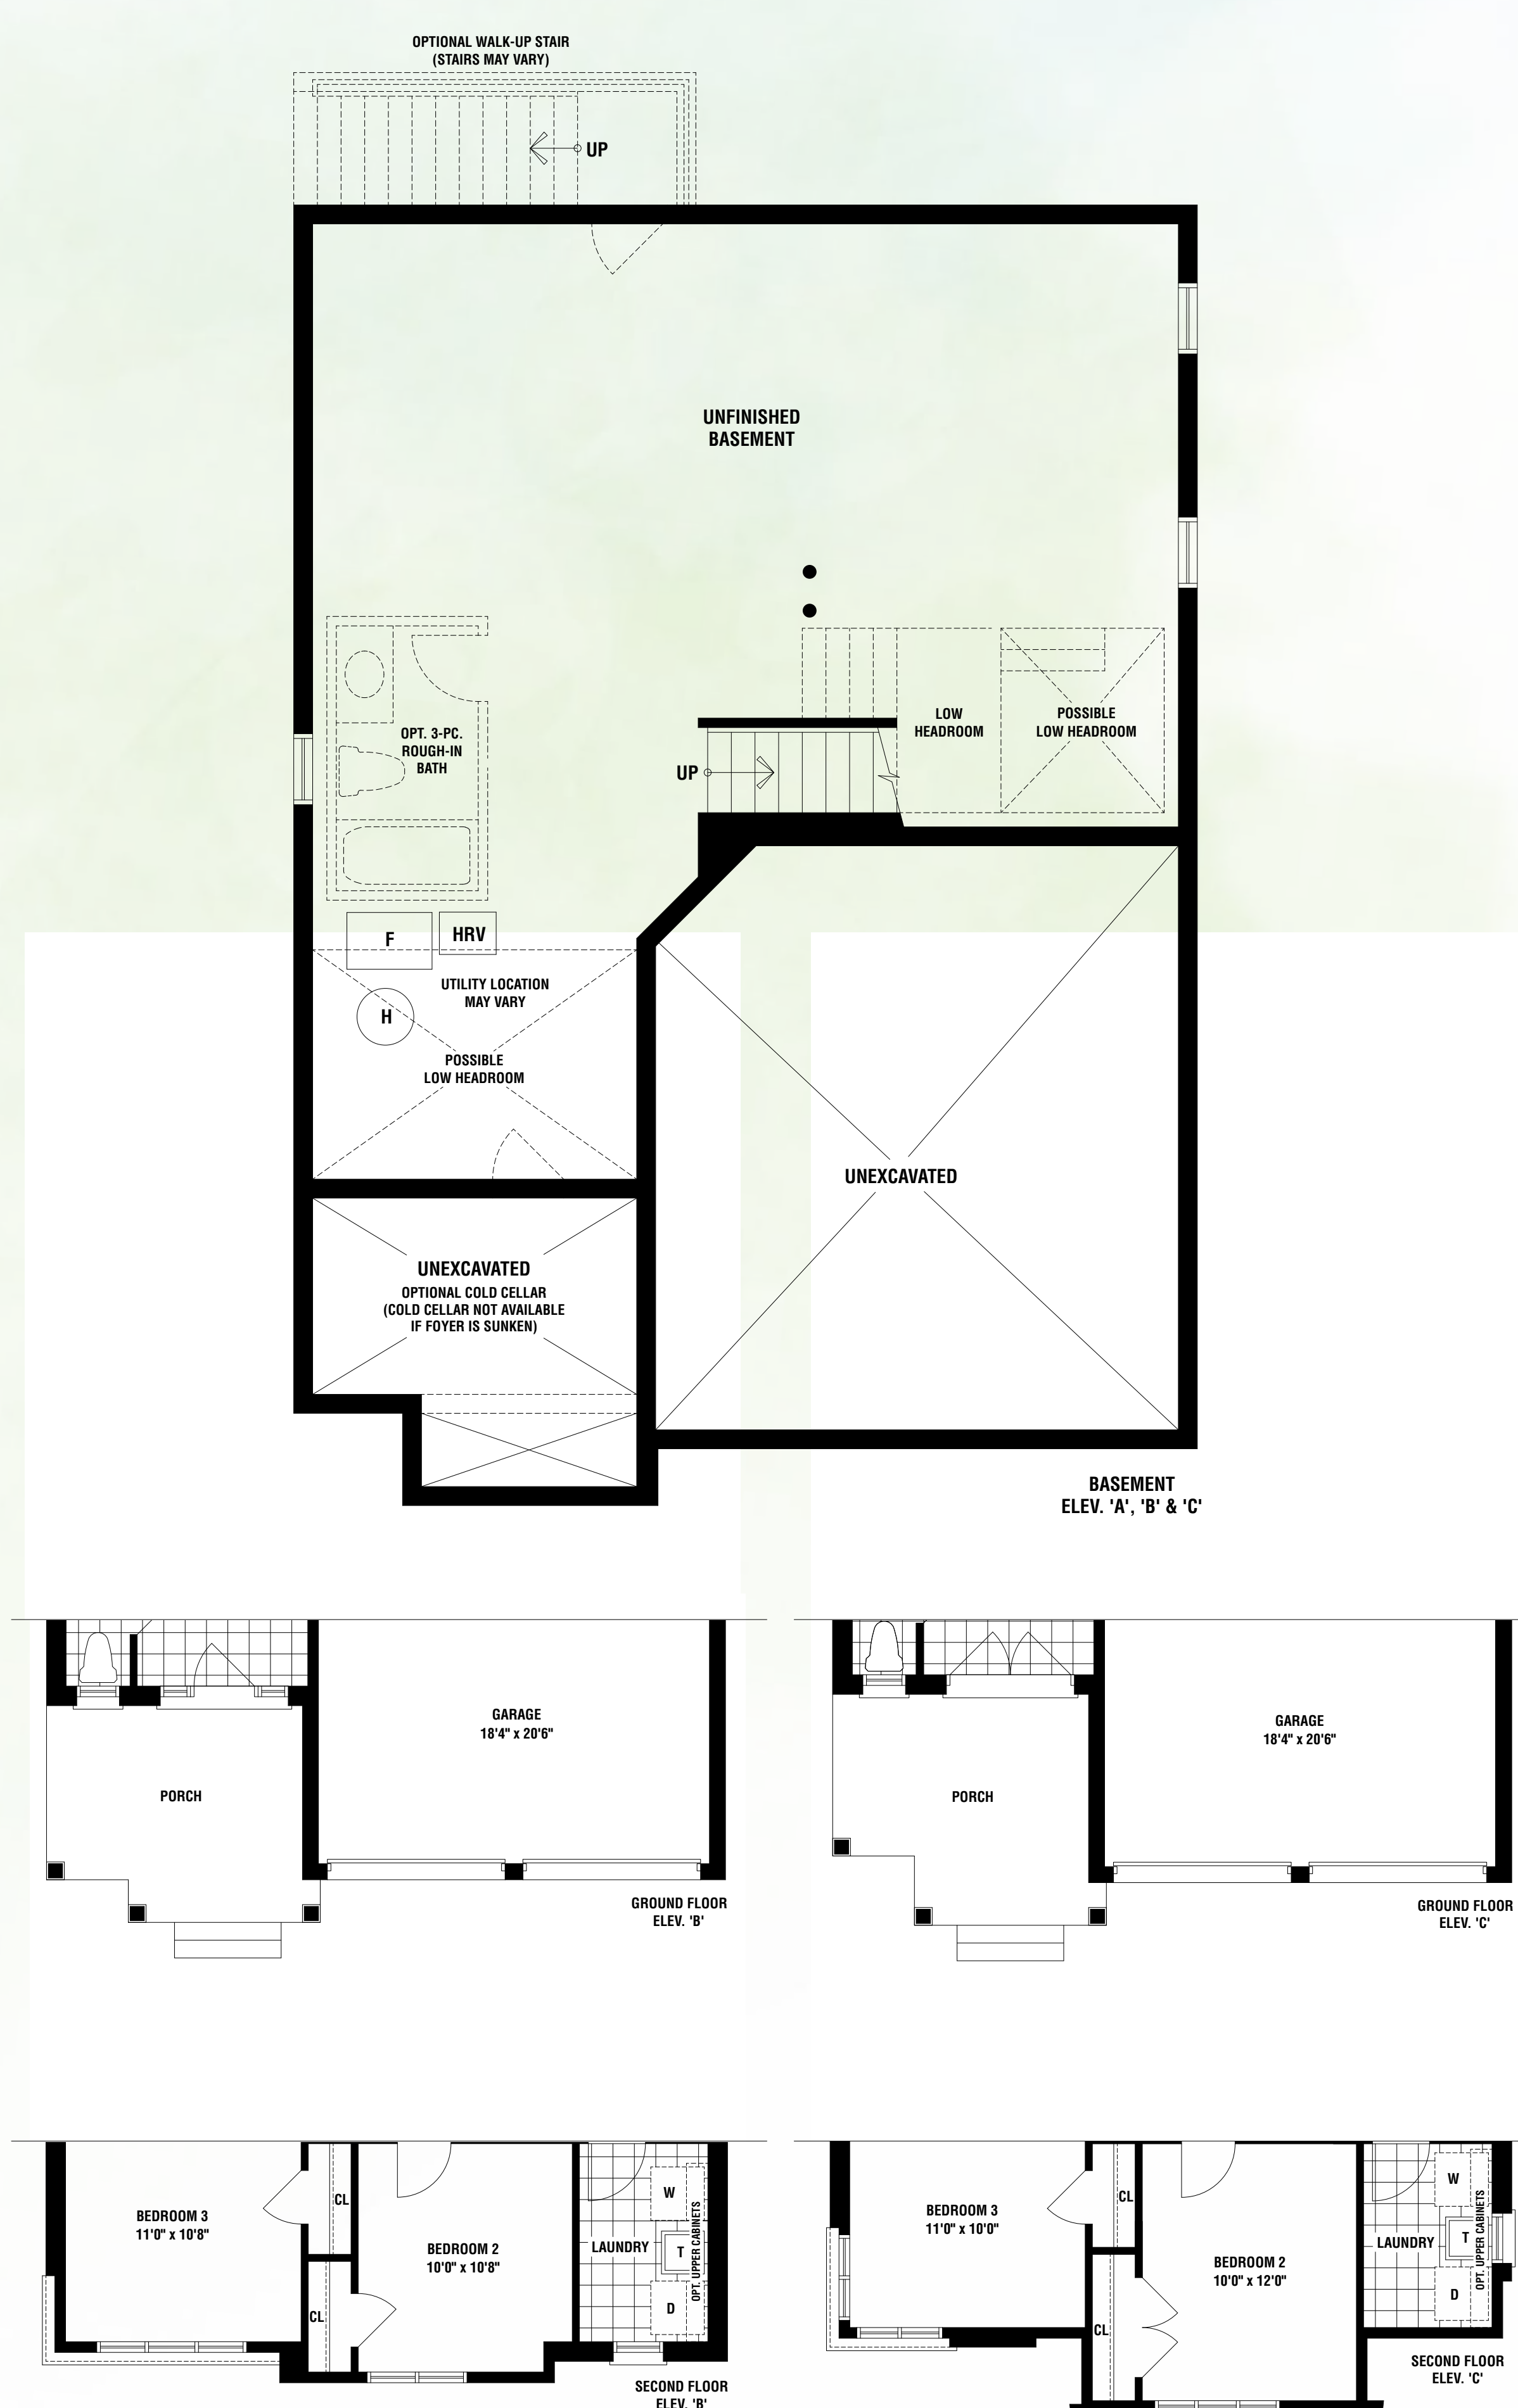 OPTIONAL WALK-UP STAIR
(STAIRS MAY VARY)
UP
UNFINISHED
BASEMENT
OPT. 3-PC.
ROUGH-IN
BATH
LOW
HEADROOM
POSSIBLE
LOW HEADROOM
UP
F
HRV
UTILITY LOCATION
MAY VARY
H
POSSIBLE
LOW HEADROOM
UNEXCAVATED
UNEXCAVATED
OPTIONAL COLD CELLAR
(COLD CELLAR NOT AVAILABLE
IF FOYER IS SUNKEN)
BASEMENT
ELEV. 'A', 'B' & 'C'
GARAGE
18'4" x 20'6"
PORCH
GROUND FLOOR
ELEV. 'B'
GARAGE
18'4" x 20'6"
PORCH
GROUND FLOOR
ELEV. 'C'
BEDROOM 3
11'0" x 10'8"
CL
CL
BEDROOM 2
10'0" x 10'8"
LAUNDRY
W
T
D
OPT. UPPER CABINETS
SECOND FLOOR
ELEV. 'B'
BEDROOM 3
11'0" x 10'0"
CL
CL
BEDROOM 2
10'0" x 12'0"
LAUNDRY
W
T
D
OPT. UPPER CABINETS
SECOND FLOOR
ELEV. 'C'